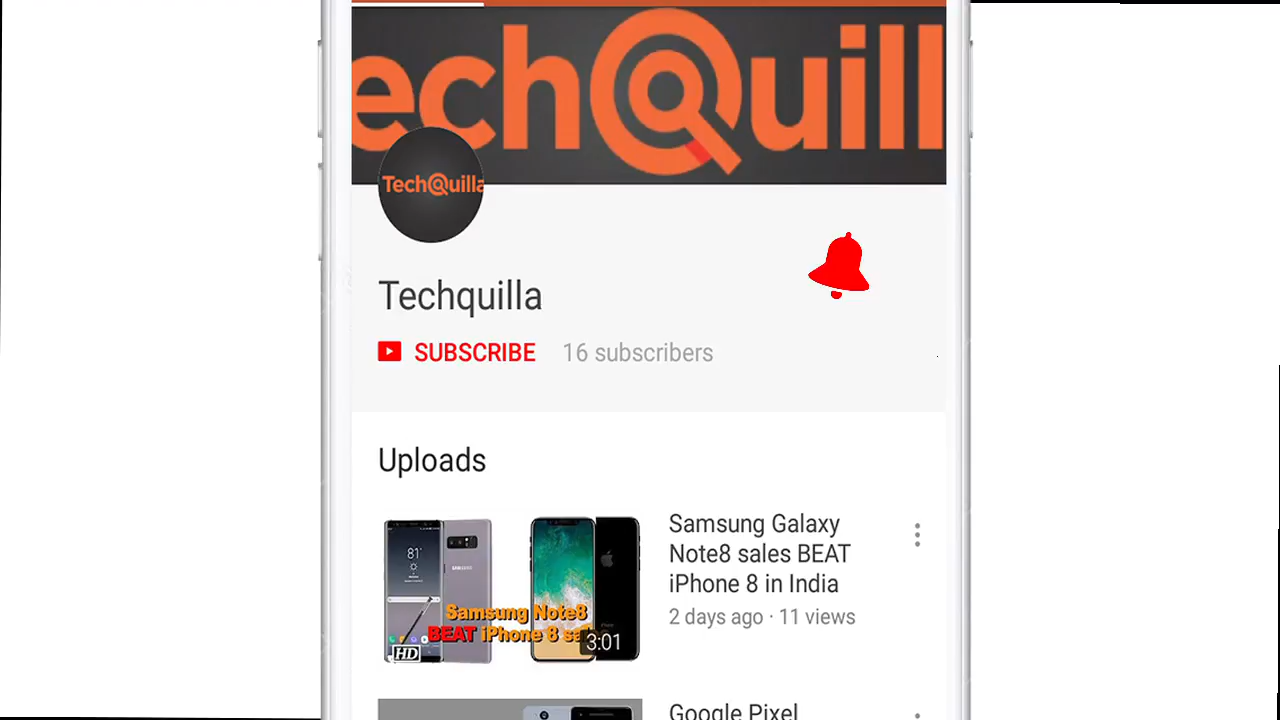 echQuill
TechQuilla
Techquilla
SUBSCRIBE 16 subscribers
Uploads
Samsung Galaxy
Note8 sales BEAT
iPhone 8 in India
2 days ago · 11 views
81°
SAMSUNG
Samsung Note8
BEAT iPhone 8 sa
3:01
HD
Google Pixel